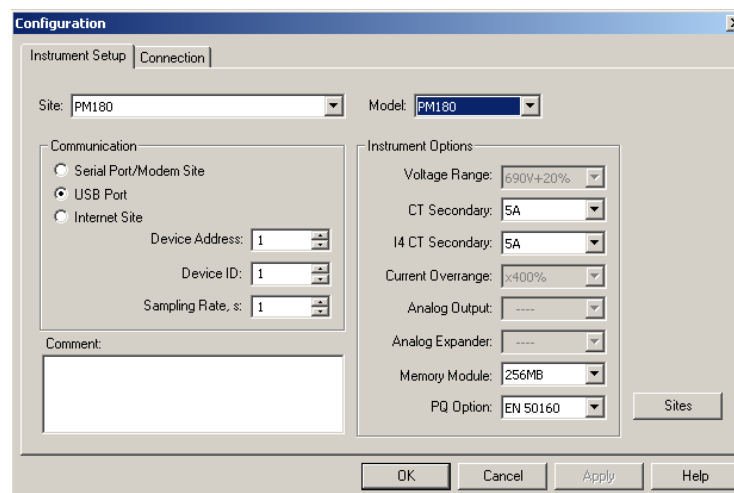 Configuration
Instrument Setup Connection
Site: PM180 Model: PM180
Communication
Serial Port/Modem Site
USB Port
Internet Site
Device Address: 1
Device ID: 1
Sampling Rate, s: 1
Comment:
Instrument Options
Voltage Range: 690V+20%
CT Secondary: 5A
I4 CT Secondary: 5A
Current Overrange: x400%
Analog Output: ----
Analog Expander: ----
Memory Module: 256MB
PQ Option: EN 50160
Sites
OK Cancel Apply Help